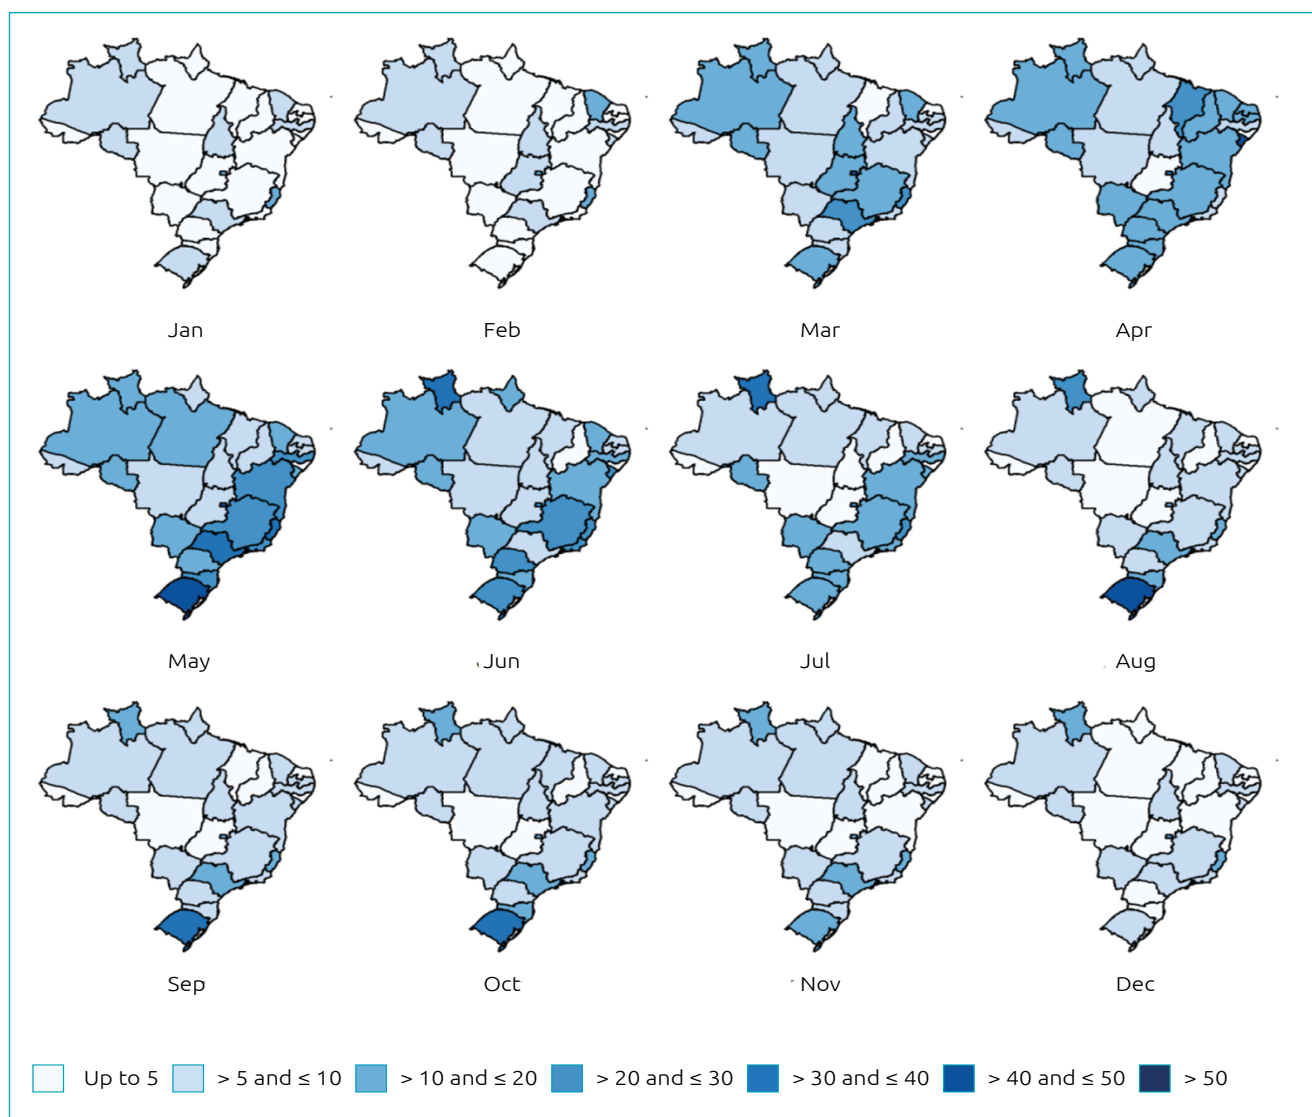 Jan Feb Mar Apr
May Jun Jul Aug
Sep Oct Nov Dec
Up to 5 > 5 and ≤ 10 > 10 and ≤ 20 > 20 and ≤ 30 > 30 and ≤ 40 > 40 and ≤ 50 > 50